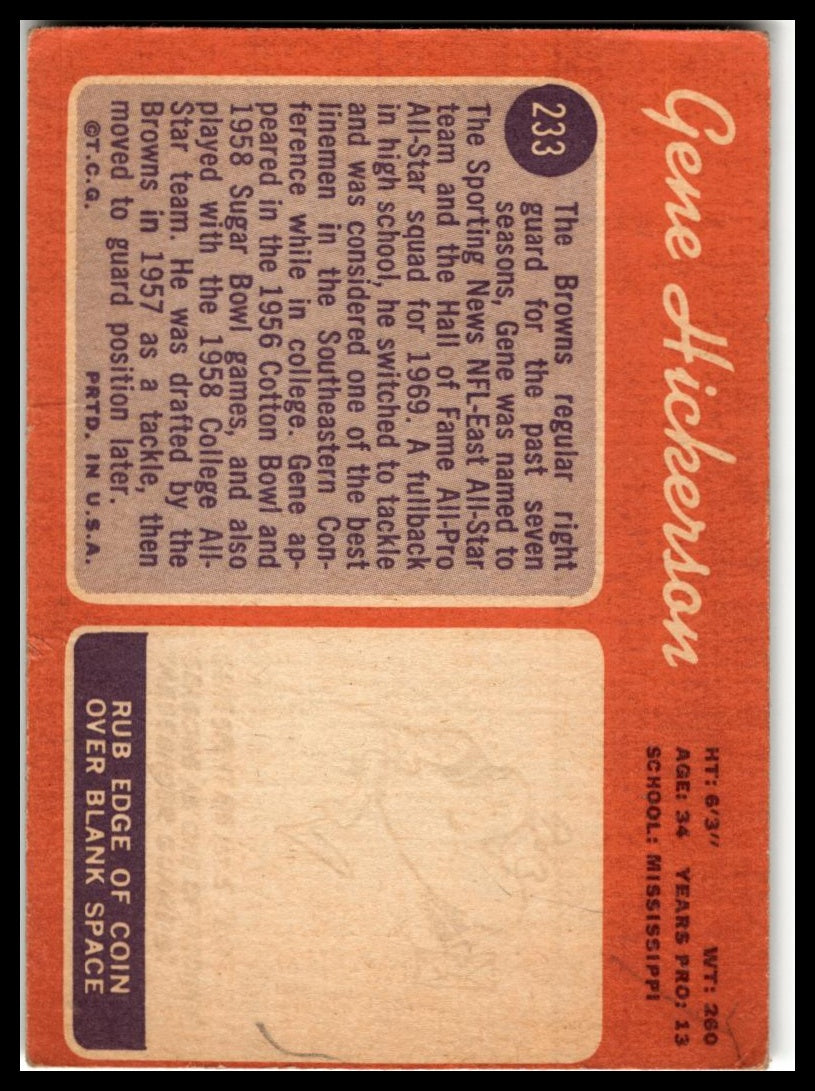 Gene Hickerson
HT: 6'3" WT: 260
AGE: 34 YEARS PRO: 13
SCHOOL: MISSISSIPPI
233
The Browns regular right
guard for the past seven
seasons, Gene was named to
The Sporting News NFL-East All-Star
team and the Hall of Fame All-Pro
All-Star squad for 1969. A fullback
in high school, he switched to tackle
and was considered one of the best
linemen in the Southeastern Con-
ference while in college. Gene ap-
peared in the 1956 Cotton Bowl and
1958 Sugar Bowl games, and also
played with the 1958 College All-
Star team. He was drafted by the
Browns in 1957 as a tackle, then
moved to guard position later.
©T.C.G. PRTD. IN U.S.A.
RUB EDGE OF COIN
OVER BLANK SPACE